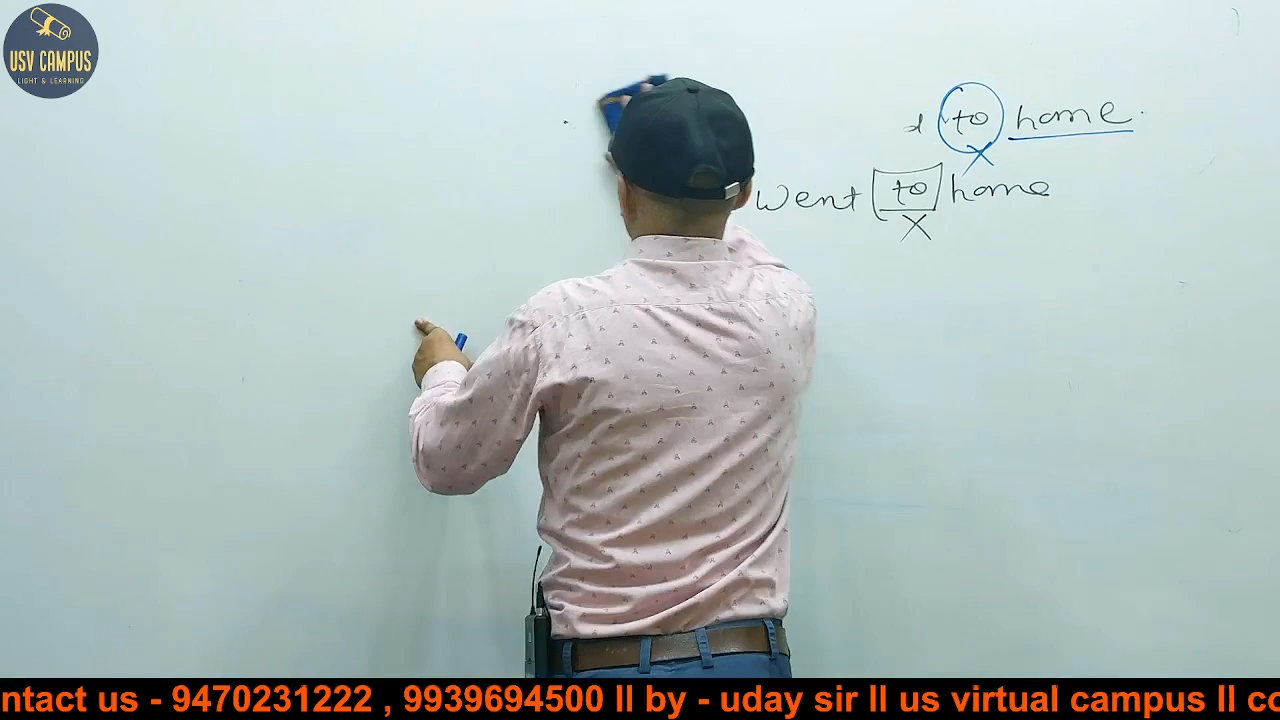 USV CAMPUS
LIGHT & LEARNING
d to home.
X
Went to home
X
ntact us - 9470231222 , 9939694500 ll by - uday sir ll us virtual campus ll co